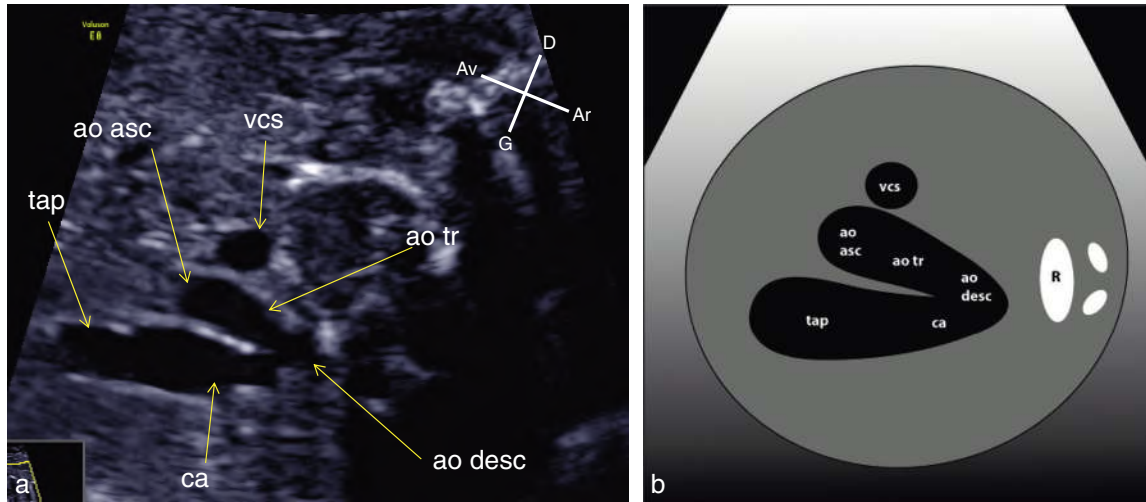 Voluson
E8
D
Av
Ar
G
vcs
ao asc
tap
ao tr
ao desc
ca
a
vcs
ao
asc
ao tr
ao
desc
R
tap
ca
b